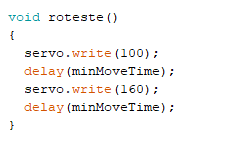 void roteste()
{
  servo.write(100);
  delay(minMoveTime);
  servo.write(160);
  delay(minMoveTime);
}